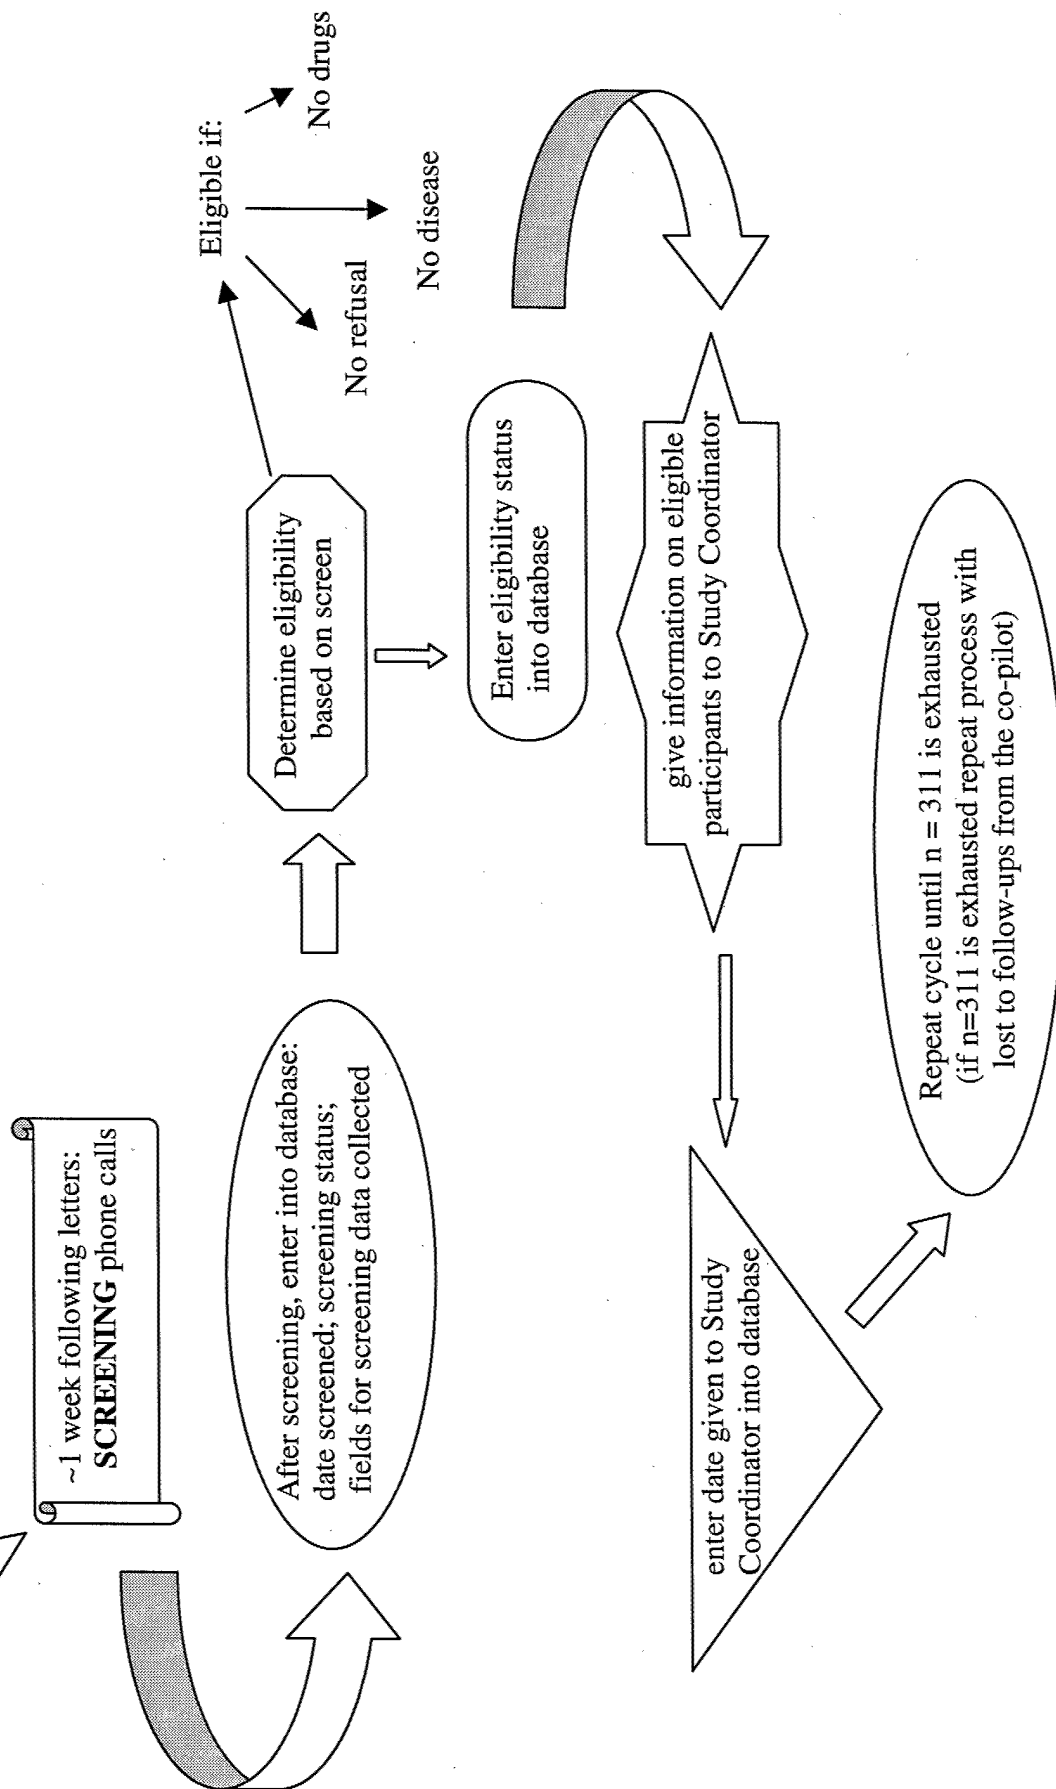 ~1 week following letters:
SCREENING phone calls
After screening, enter into database:
date screened; screening status;
fields for screening data collected
Determine eligibility
based on screen
Eligible if:
No refusal
No disease
No drugs
Enter eligibility status
into database
give information on eligible
participants to Study Coordinator
enter date given to Study
Coordinator into database
Repeat cycle until n = 311 is exhausted
(if n=311 is exhausted repeat process with
lost to follow-ups from the co-pilot)